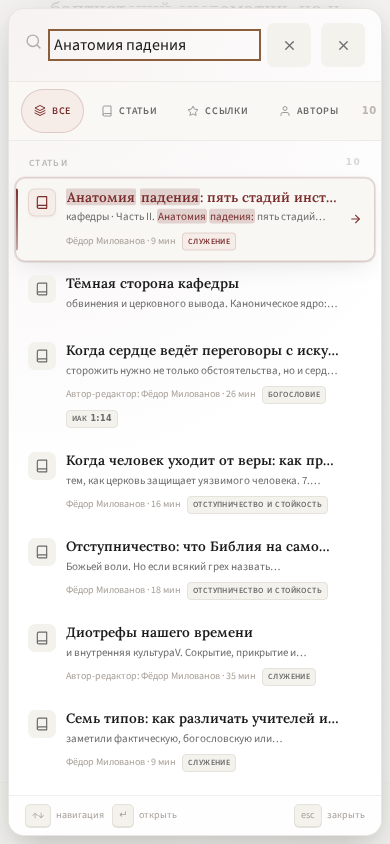 Анатомия падения
ВСЕ СТАТЬИ ССЫЛКИ АВТОРЫ 10
СТАТЬИ 10
Анатомия падения: пять стадий инст…
кафедры · Часть II. Анатомия падения: пять стадий…
Фёдор Милованов · 9 мин СЛУЖЕНИЕ
Тёмная сторона кафедры
обвинения и церковного вывода. Каноническое ядро:…
Когда сердце ведёт переговоры с иску…
сторожить нужно не только обстоятельства, но и серд…
Автор-редактор: Фёдор Милованов · 26 мин БОГОСЛОВИЕ
ИАК 1:14
Когда человек уходит от веры: как пр…
тем, как церковь защищает уязвимого человека. 7.…
Фёдор Милованов · 16 мин ОТСТУПНИЧЕСТВО И СТОЙКОСТЬ
Отступничество: что Библия на само…
Божьей воли. Но если всякий грех назвать…
Фёдор Милованов · 18 мин ОТСТУПНИЧЕСТВО И СТОЙКОСТЬ
Диотрефы нашего времени
и внутренняя культураV. Сокрытие, прикрытие и…
Автор-редактор: Фёдор Милованов · 35 мин СЛУЖЕНИЕ
Семь типов: как различать учителей и…
заметили фактическую, богословскую или…
Фёдор Милованов · 9 мин СЛУЖЕНИЕ
↑↓ навигация ↵ открыть esc закрыть